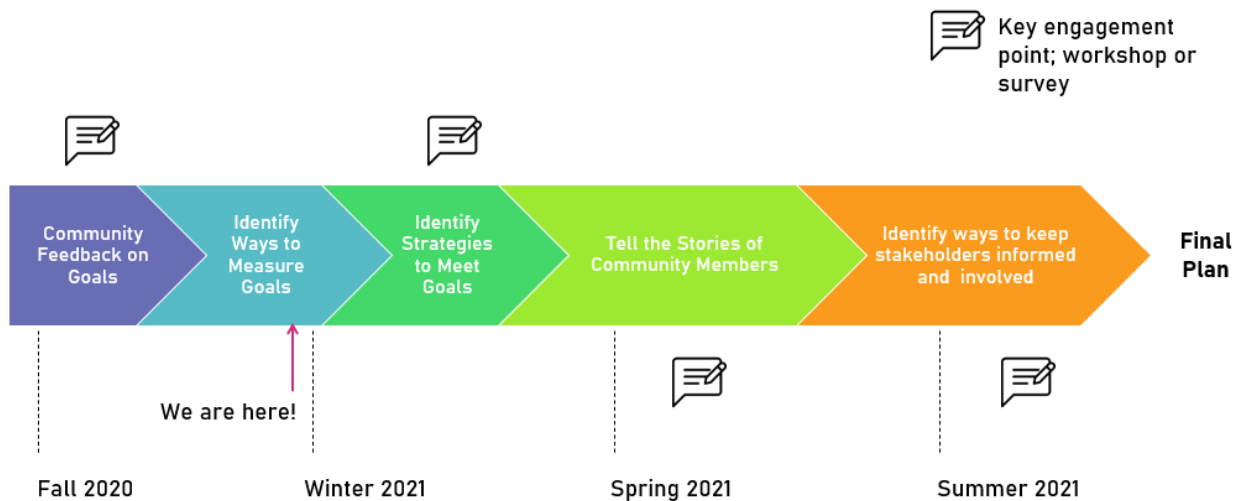 Key engagement
point; workshop or
survey
Community
Feedback on
Goals
Identify
Ways to
Measure
Goals
Identify
Strategies
to Meet
Goals
Tell the Stories of
Community Members
Identify ways to keep
stakeholders informed
and involved
Final
Plan
We are here!
Fall 2020
Winter 2021
Spring 2021
Summer 2021